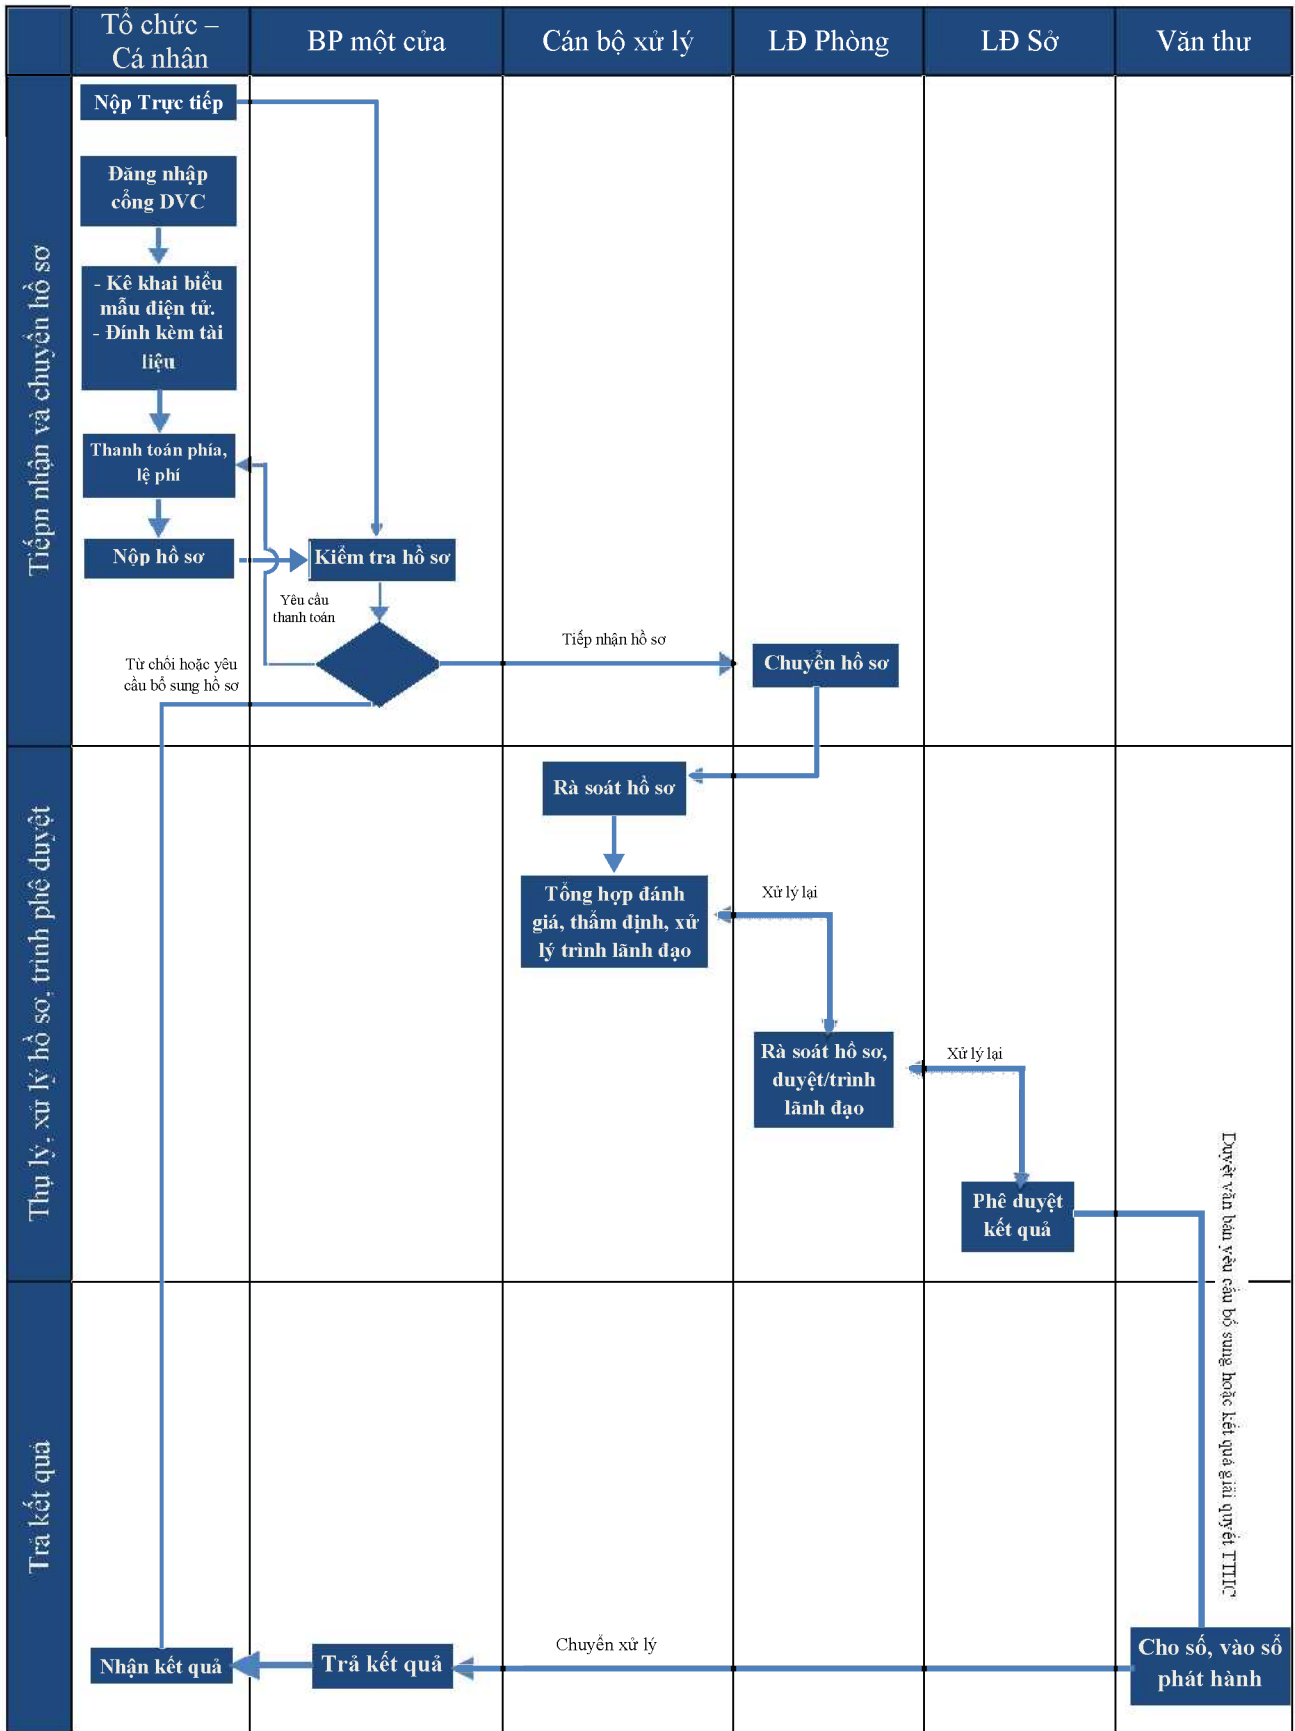 Tổ chức –
Cá nhân
BP một cửa
Cán bộ xử lý
LĐ Phòng
LĐ Sở
Văn thư
Tiếpn nhận và chuyển hồ sơ
Nộp Trực tiếp
Đăng nhập
cổng DVC
- Kê khai biểu
mẫu điện tử.
- Đính kèm tài
liệu
Thanh toán phía,
lệ phí
Nộp hồ sơ
Kiểm tra hồ sơ
Yêu cầu
thanh toán
Từ chối hoặc yêu
cầu bổ sung hồ sơ
Tiếp nhận hồ sơ
Chuyển hồ sơ
Thụ lý, xử lý hồ sơ, trình phê duyệt
Rà soát hồ sơ
Tổng hợp đánh
giá, thẩm định, xử
lý trình lãnh đạo
Xử lý lại
Rà soát hồ sơ,
duyệt/trình
lãnh đạo
Xử lý lại
Phê duyệt
kết quả
Duyệt văn bản yêu cầu bổ sung hoặc kết quả giải quyết TTHC
Trả kết quả
Nhận kết quả
Trả kết quả
Chuyển xử lý
Cho số, vào sổ
phát hành